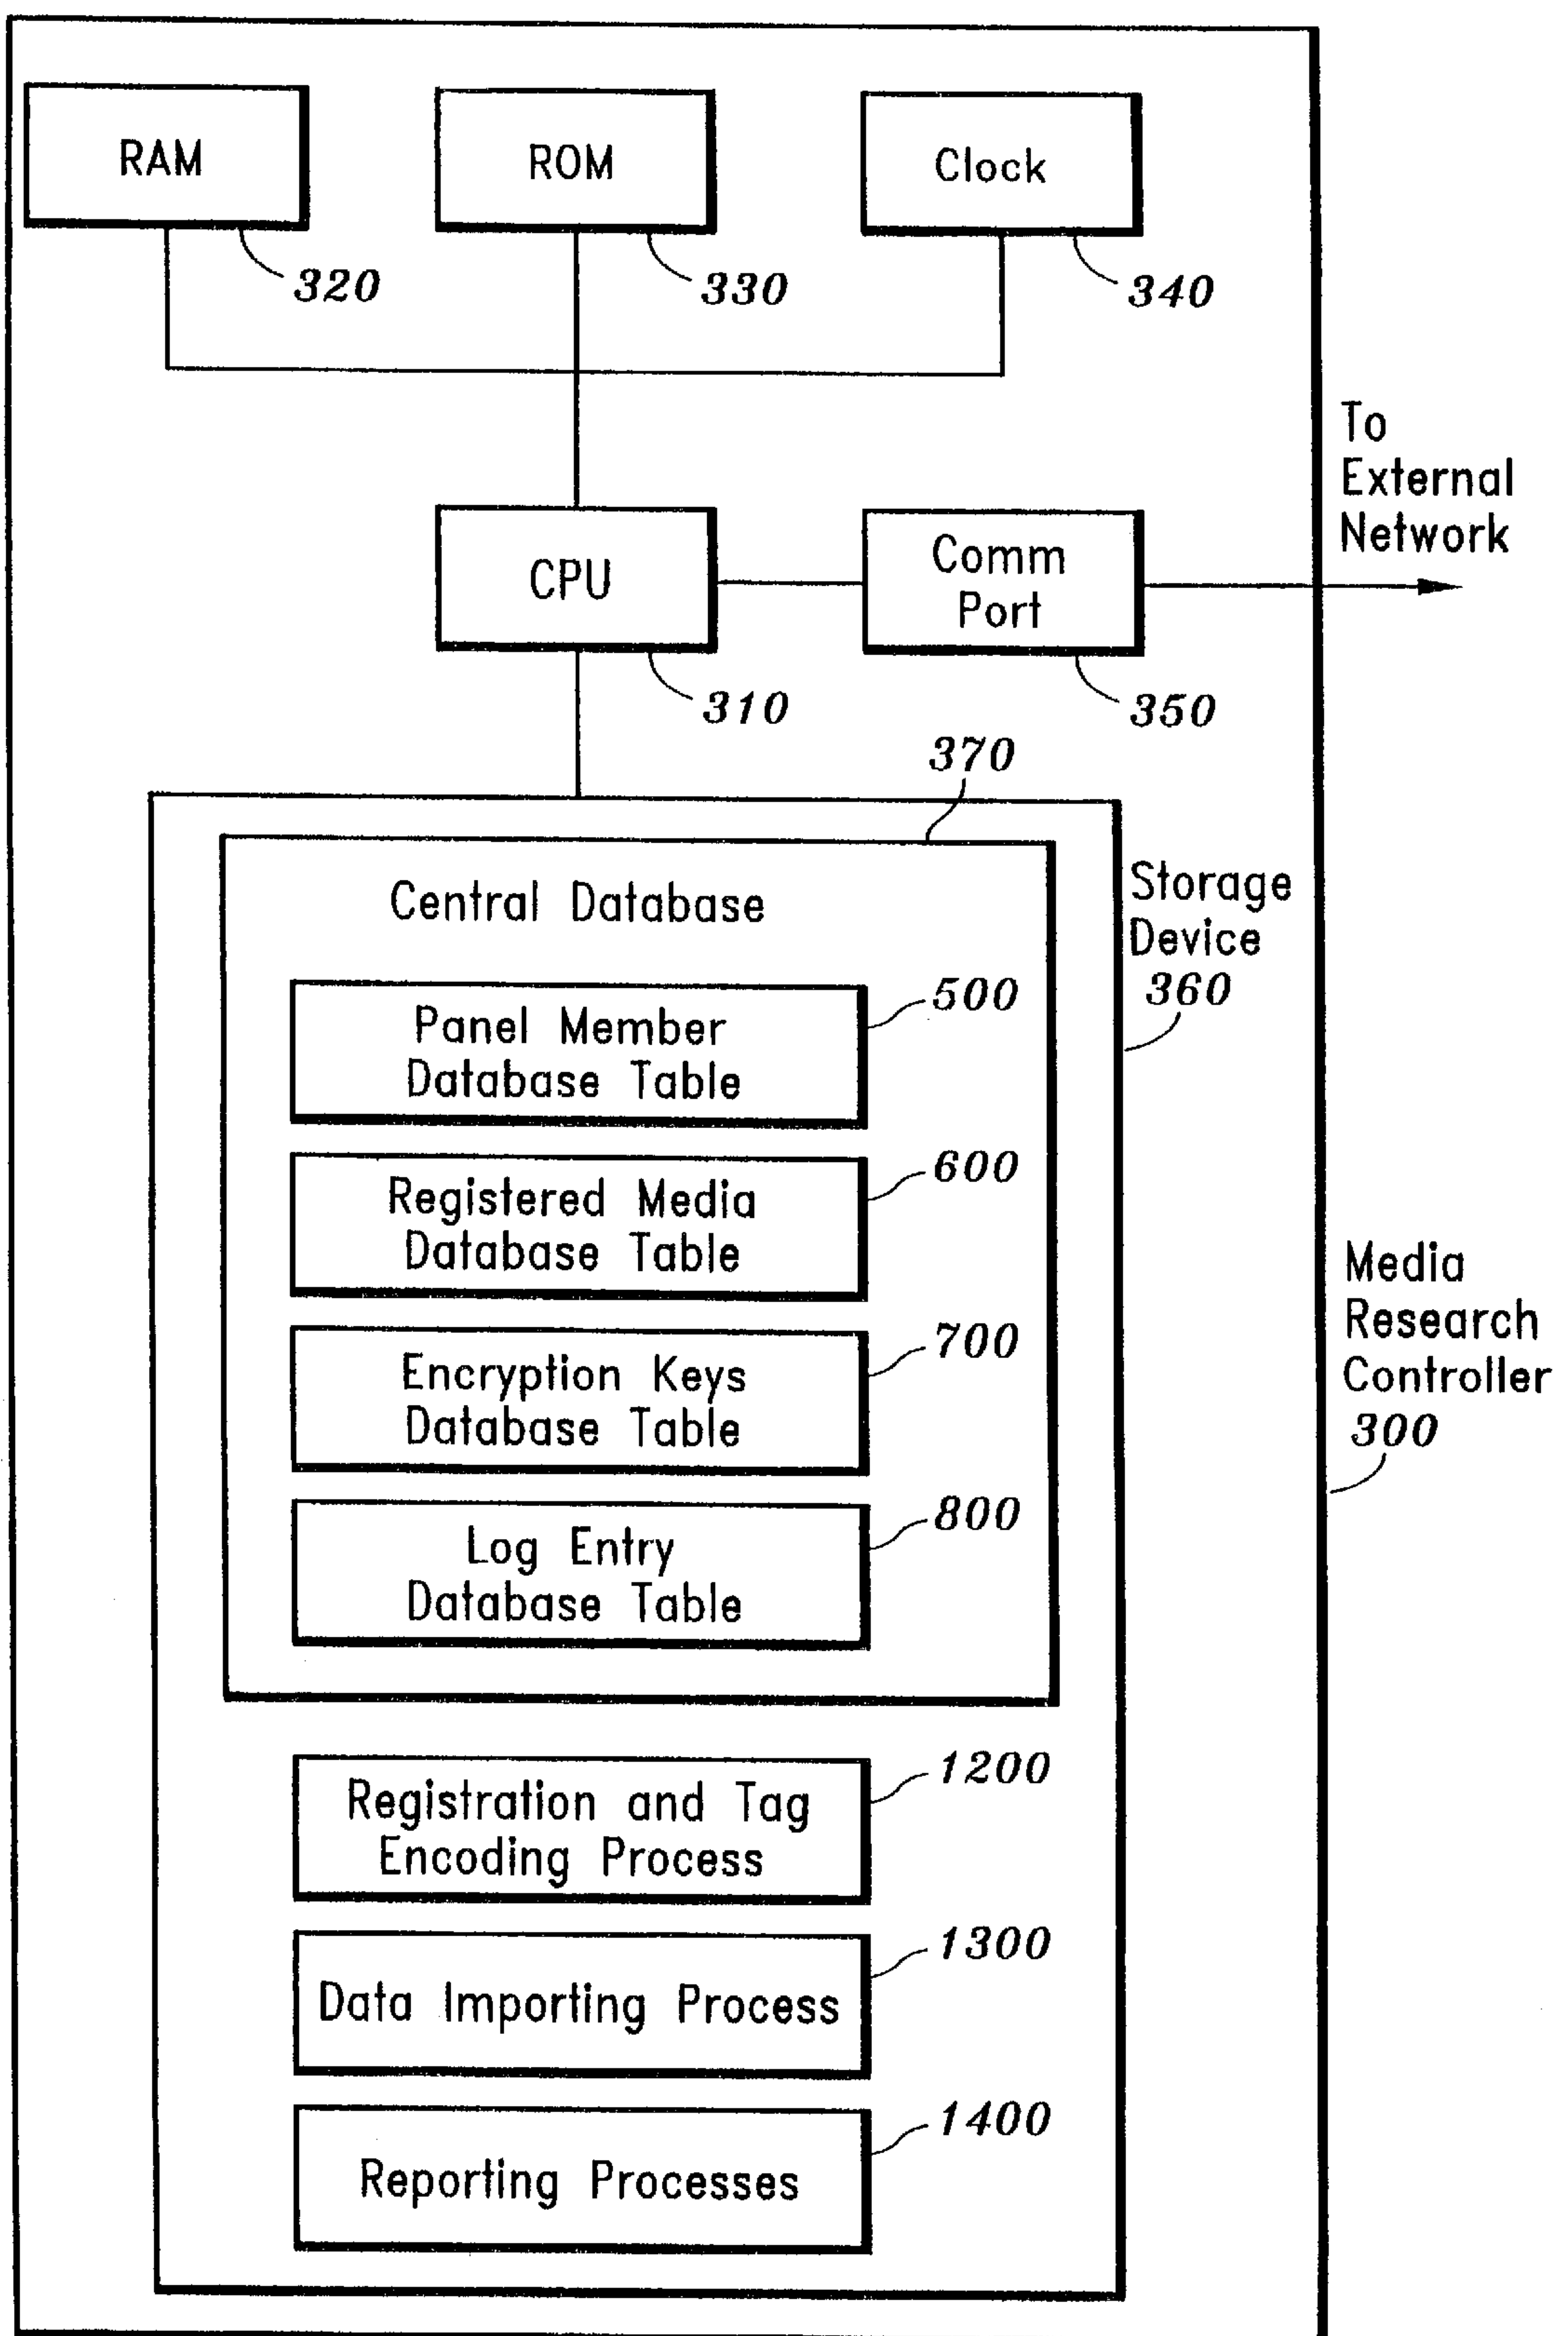 RAM
ROM
Clock
320
330
340
To
External
Network
CPU
Comm
Port
310
350
370
Central Database
Storage
Device
360
Panel Member
Database Table
500
Registered Media
Database Table
600
Encryption Keys
Database Table
700
Log Entry
Database Table
800
Media
Research
Controller
300
Registration and Tag
Encoding Process
1200
Data Importing Process
1300
Reporting Processes
1400